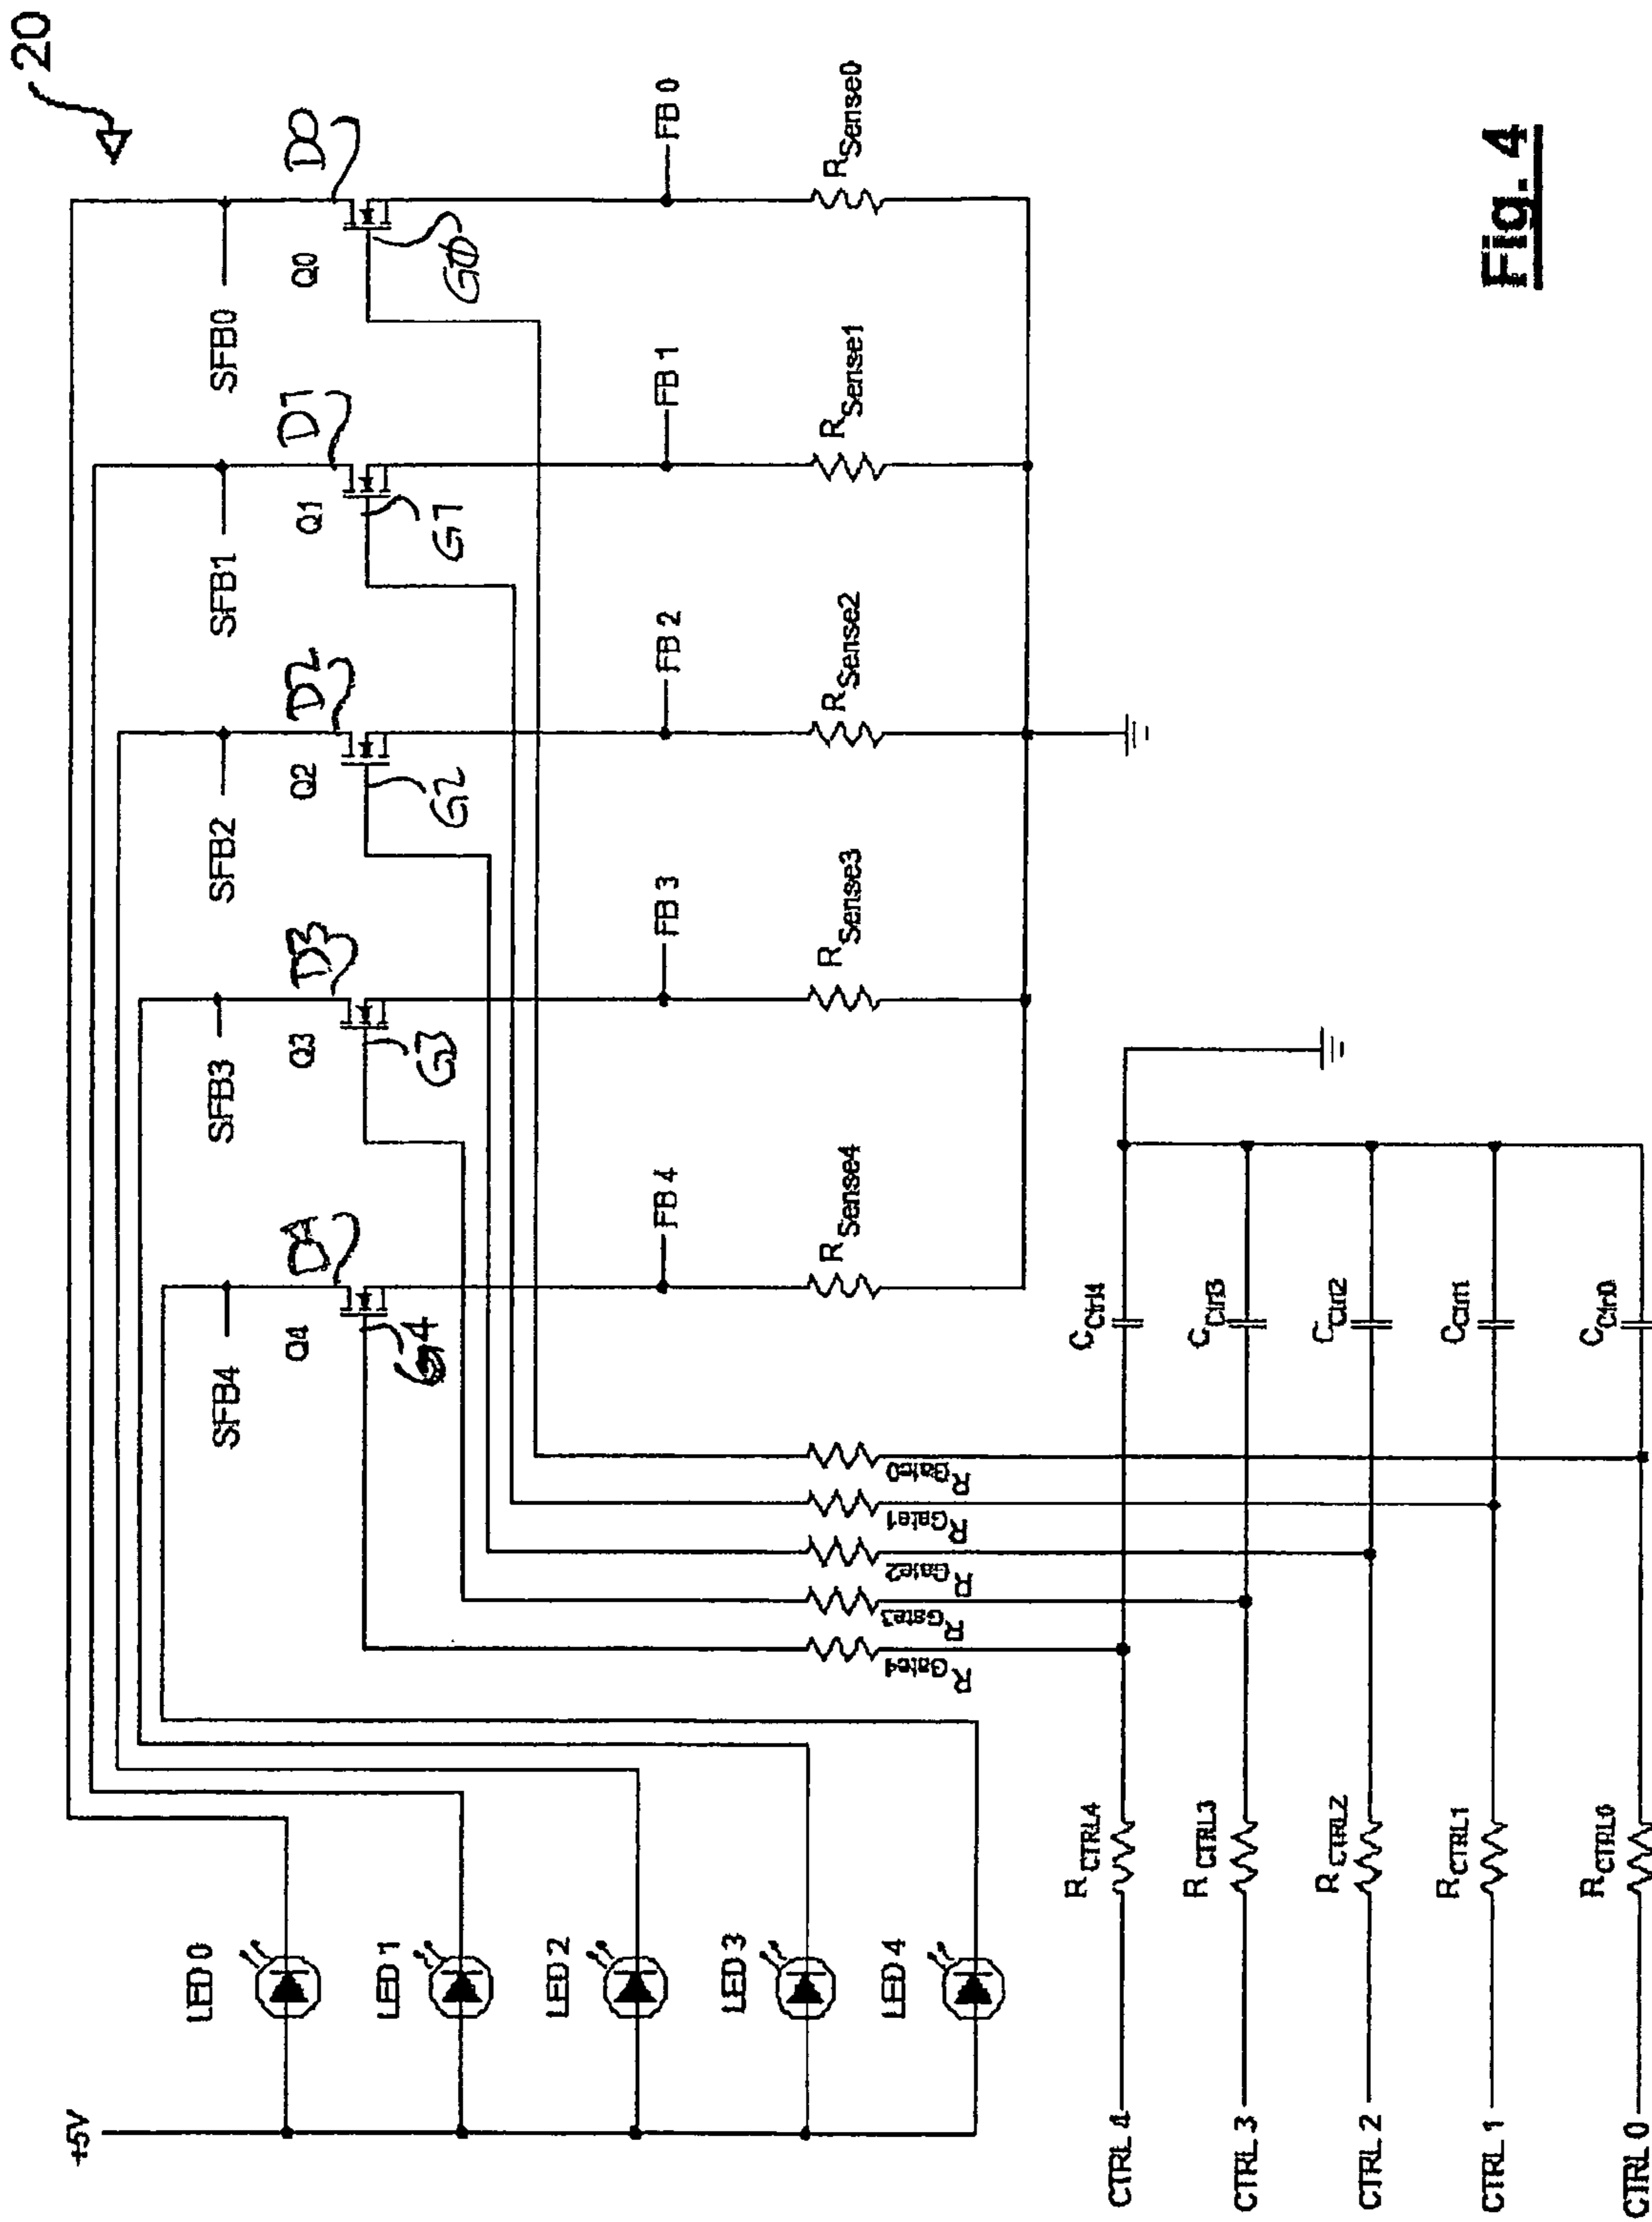 20
+5V
LED 0
LED 1
LED 2
LED 3
LED 4
SFB4
SFB3
SFB2
SFB1
SFB0
Q4
D4
Q3
D3
Q2
D2
Q1
D1
Q0
D0
G4
G3
G2
G1
G0
FB 4
FB 3
FB 2
FB 1
FB 0
RGate4
RGate3
RGate2
RGate1
RGate0
RSense4
RSense3
RSense2
RSense1
RSense0
CTRL 4
RCTRL4
CCtrl4
CTRL 3
RCTRL3
CCtrl3
CTRL 2
RCTRL2
CCtrl2
CTRL 1
RCTRL1
CCtrl1
CTRL 0
RCTRL0
CCtrl0
Fig. 4